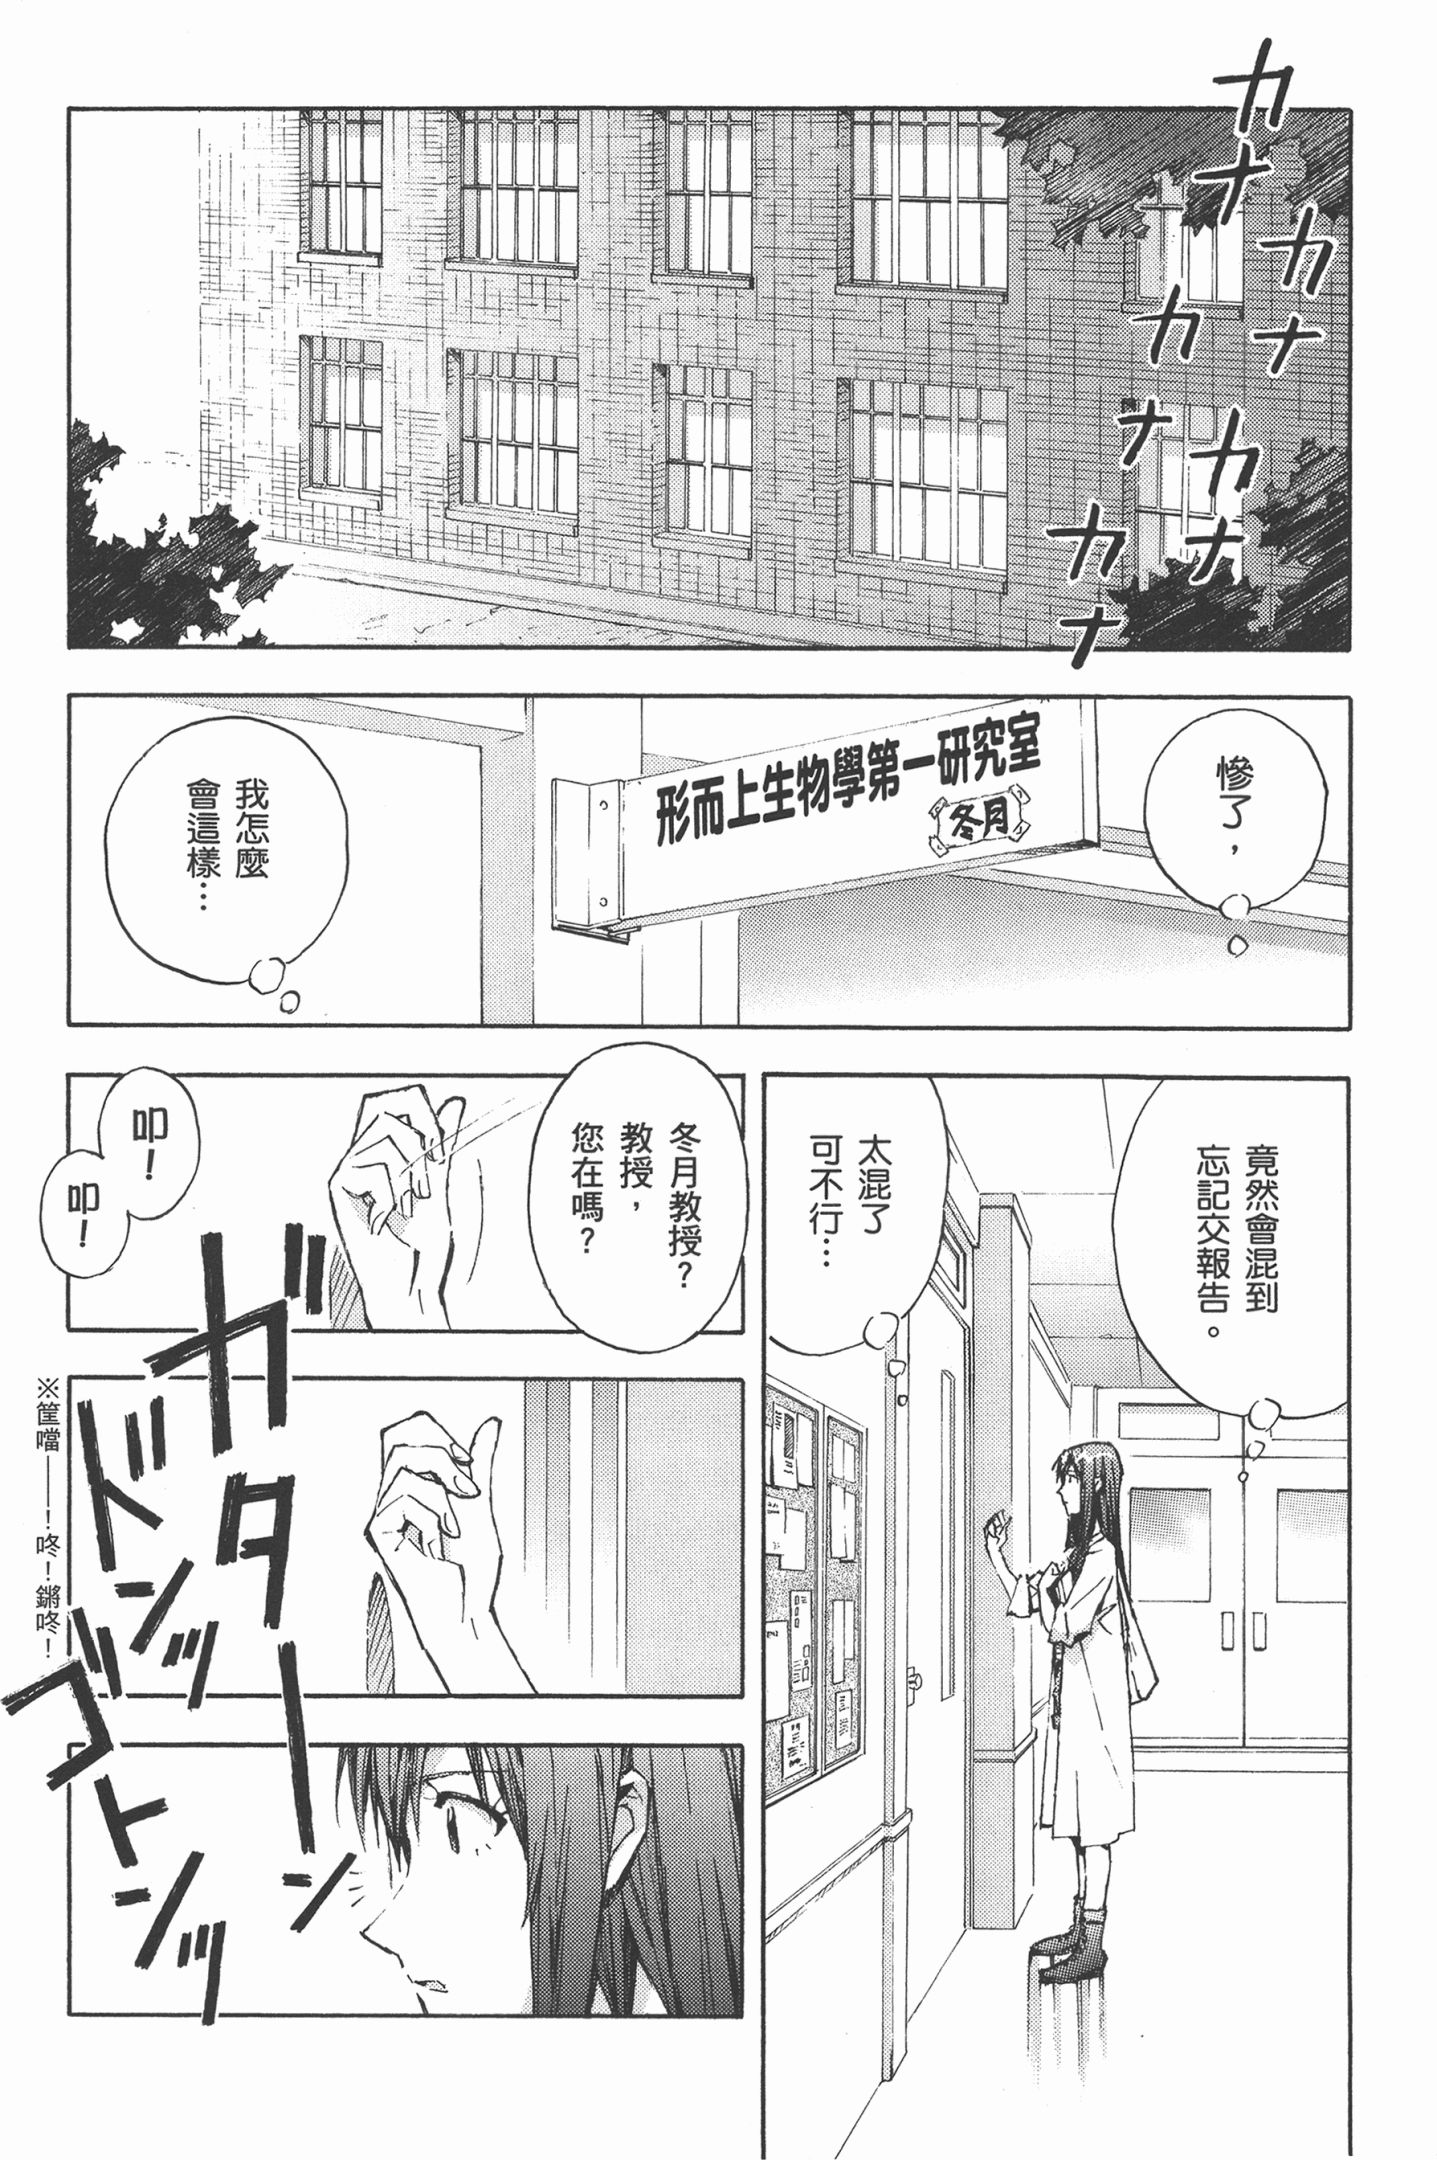 カナカナカナカナカナ
慘了，
形而上生物學第一研究室
冬月
我怎麼
會這樣…
竟然會混到
忘記交報告。
太混了
可不行…
冬月教授？
教授，
您在嗎？
叩！
叩！
ガターン
ドンッ
ゴトンッ
※筐噹——！咚！鏘咚！